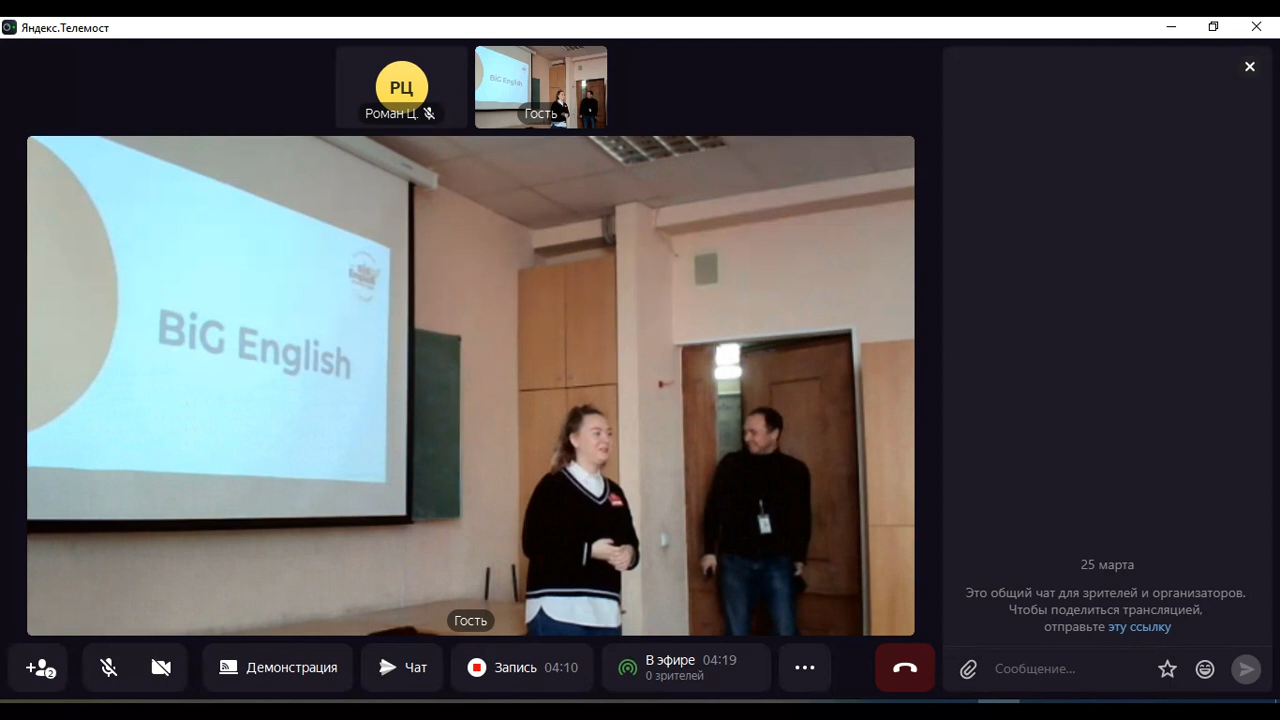 Яндекс.Телемост
РЦ
Роман Ц.
BiG English
Гость
BiG English
Гость
25 марта
Это общий чат для зрителей и организаторов.
Чтобы поделиться трансляцией,
отправьте эту ссылку
2
Демонстрация
Чат
Запись 04:10
В эфире 04:19
0 зрителей
Сообщение...